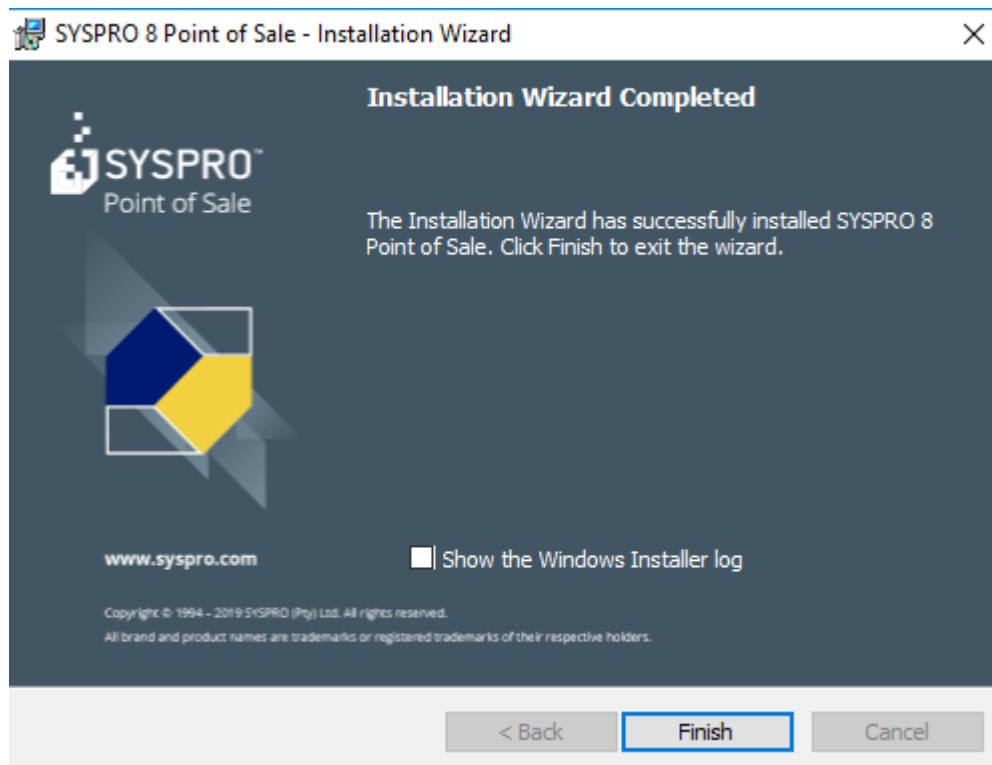 SYSPRO 8 Point of Sale - Installation Wizard
Installation Wizard Completed
SYSPRO™
Point of Sale
The Installation Wizard has successfully installed SYSPRO 8
Point of Sale. Click Finish to exit the wizard.
www.syspro.com
Show the Windows Installer log
Copyright © 1994 – 2019 SYSPRO (Pty) Ltd. All rights reserved.
All brand and product names are trademarks or registered trademarks of their respective holders.
< Back Finish Cancel